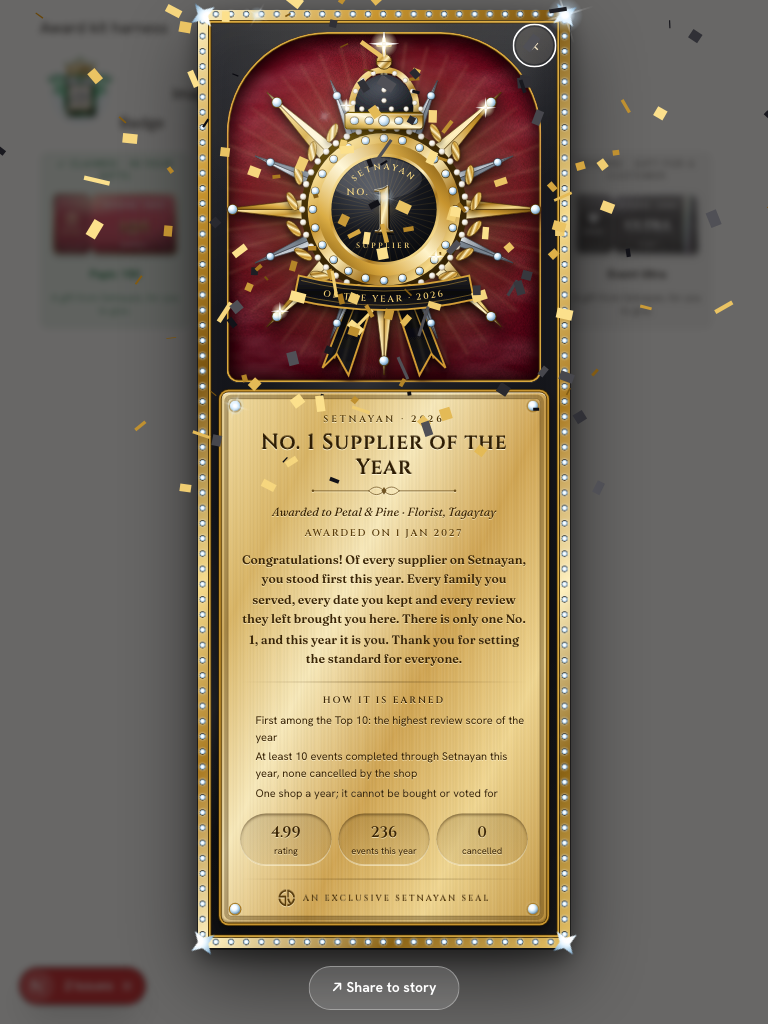 SETNAYAN
NO.
1
SUPPLIER
OF THE YEAR · 2026
SETNAYAN · 2026
No. 1 Supplier of the
Year
Awarded to Petal & Pine · Florist, Tagaytay
AWARDED ON 1 JAN 2027
Congratulations! Of every supplier on Setnayan,
you stood first this year. Every family you
served, every date you kept and every review
they left brought you here. There is only one No.
1, and this year it is you. Thank you for setting
the standard for everyone.
HOW IT IS EARNED
First among the Top 10: the highest review score of the
year
At least 10 events completed through Setnayan this
year, none cancelled by the shop
One shop a year; it cannot be bought or voted for
4.99 236 0
rating events this year cancelled
AN EXCLUSIVE SETNAYAN SEAL
↗ Share to story